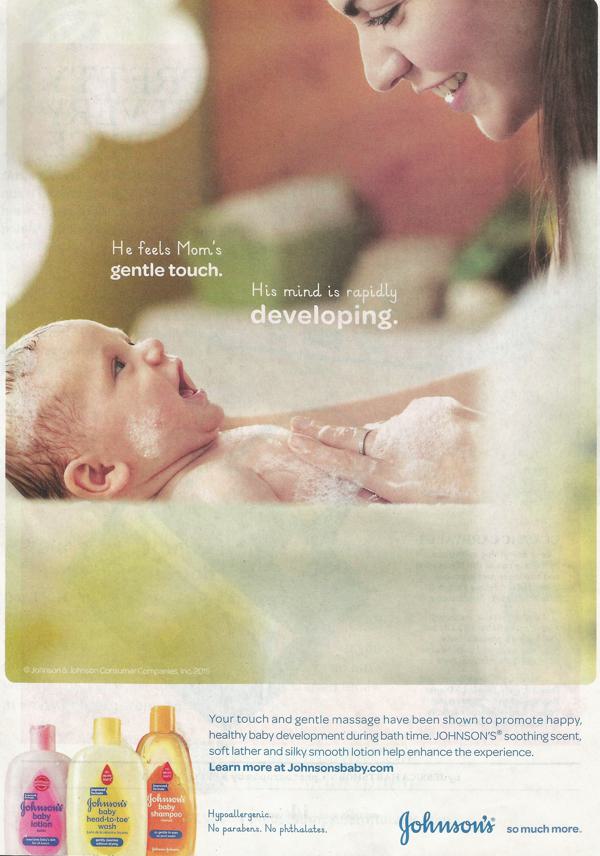 He feels Mom's
gentle touch.
His mind is rapidly
developing.
© Johnson & Johnson Consumer Companies, Inc. 2015
Your touch and gentle massage have been shown to promote happy,
healthy baby development during bath time. JOHNSON'S® soothing scent,
soft lather and silky smooth lotion help enhance the experience.
Learn more at Johnsonsbaby.com
Johnson's
baby
lotion
Johnson's
baby
head-to-toe
wash
Johnson's
baby
shampoo
Hypoallergenic.
No parabens. No phthalates.
Johnson's® so much more.